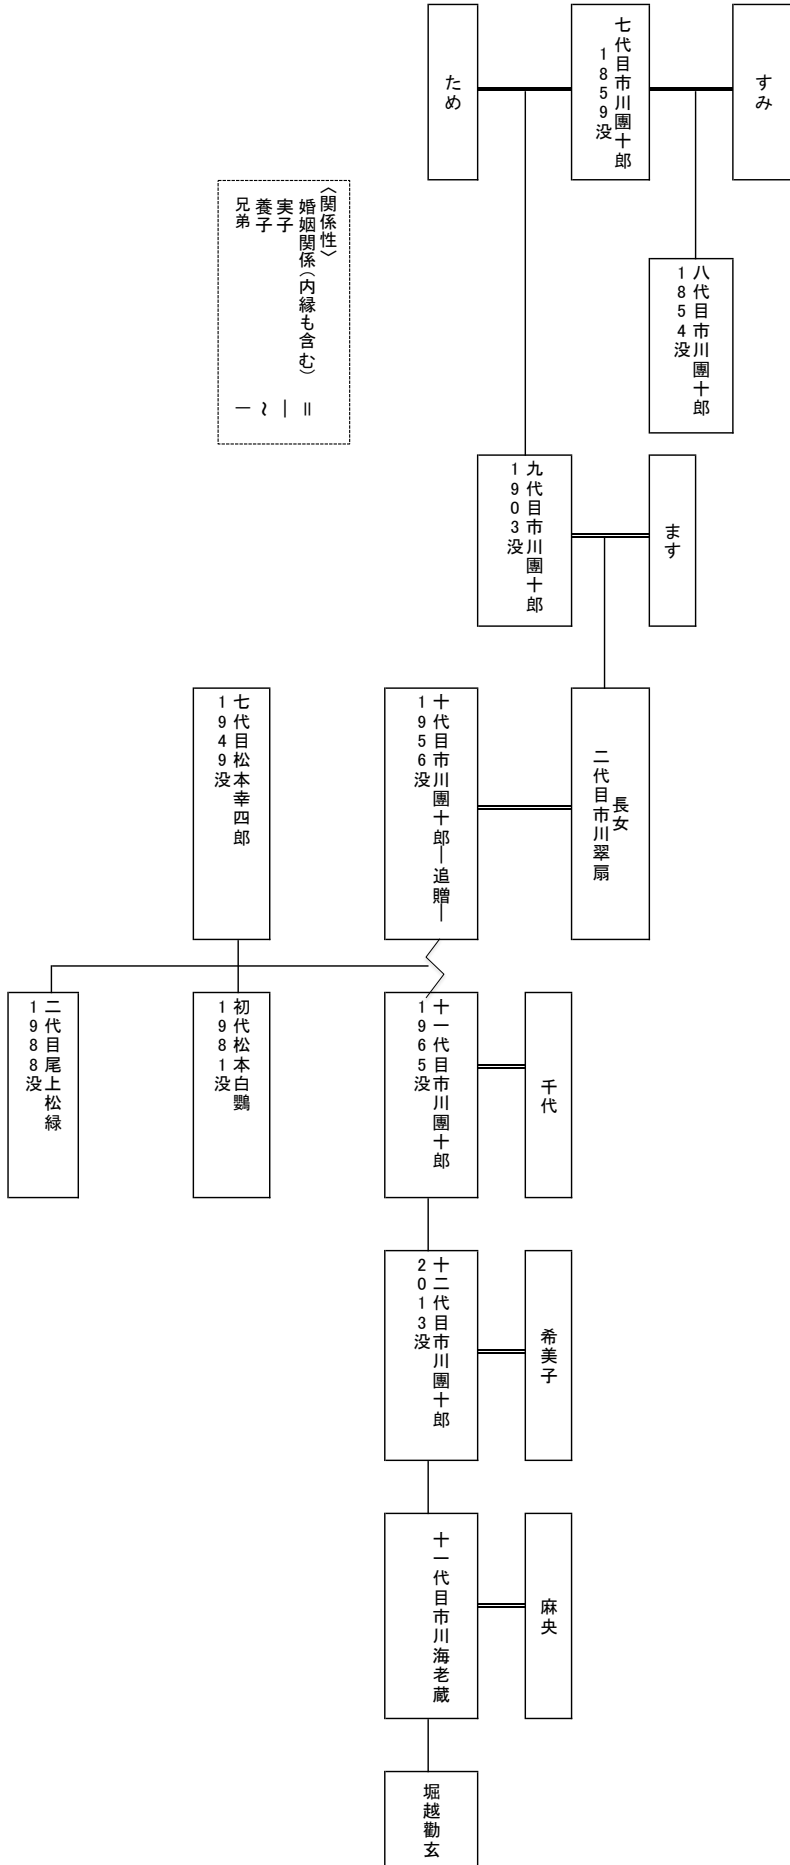 すみ
七代目市川團十郎
1859没
ため
八代目市川團十郎
1854没
〈関係性〉
婚姻関係(内縁も含む) ＝
実子 ｜
養子 ～
兄弟 ー
ます
九代目市川團十郎
1903没
長女
二代目市川翠扇
十代目市川團十郎―追贈―
1956没
七代目松本幸四郎
1949没
千代
十一代目市川團十郎
1965没
初代松本白鸚
1981没
二代目尾上松緑
1988没
希美子
十二代目市川團十郎
2013没
麻央
十一代目市川海老蔵
堀越勸玄